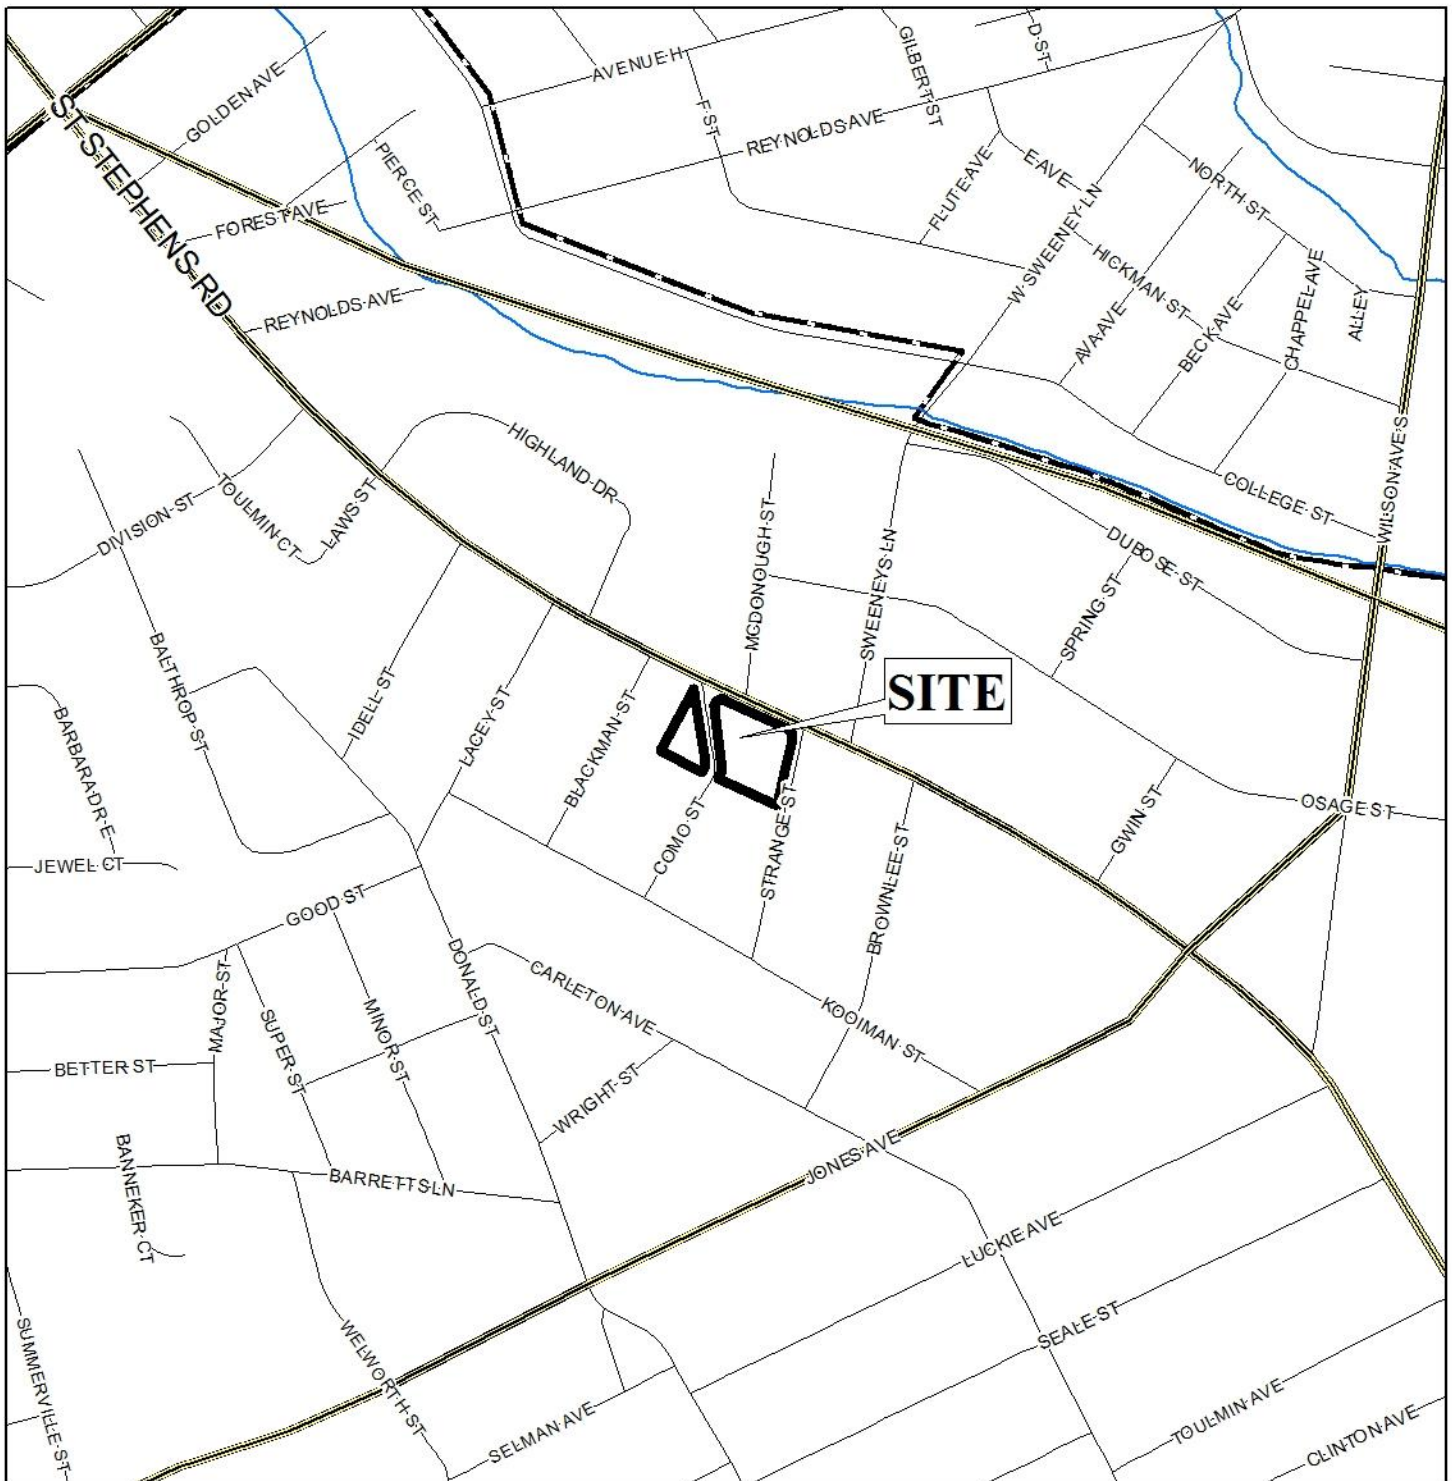 AVENUE H
GILBERT ST
D ST
GOLDEN AVE
ST STEPHENS RD
F ST
REYNOLDS AVE
PIERCE ST
E AVE
FLUTE AVE
NORTH ST
W SWEENEY LN
FOREST AVE
HICKMAN ST
CHAPPEL AVE
ALLEY
REYNOLDS AVE
AVA AVE
BECK AVE
HIGHLAND DR
WILSON AVE S
COLLEGE ST
TOULMIN CT
LAWS ST
DIVISION ST
MCDONOUGH ST
SWEENEYS LN
DUBOSE ST
SPRING ST
BALTHROP ST
IDELL ST
LACEY ST
BLACKMAN ST
SITE
BARBARA DR E
COMO ST
STRANGE ST
BROWNLEE ST
GWIN ST
OSAGE ST
JEWEL CT
GOOD ST
DONALD ST
CARLETON AVE
KOOIMAN ST
MAJOR ST
SUPER ST
MINOR ST
BETTER ST
WRIGHT ST
BANNEKER CT
BARRETTS LN
JONES AVE
LUCKIE AVE
SUMMERVILLE ST
WELWORTH ST
SEALE ST
SELMAN AVE
TOULMIN AVE
CLINTON AVE